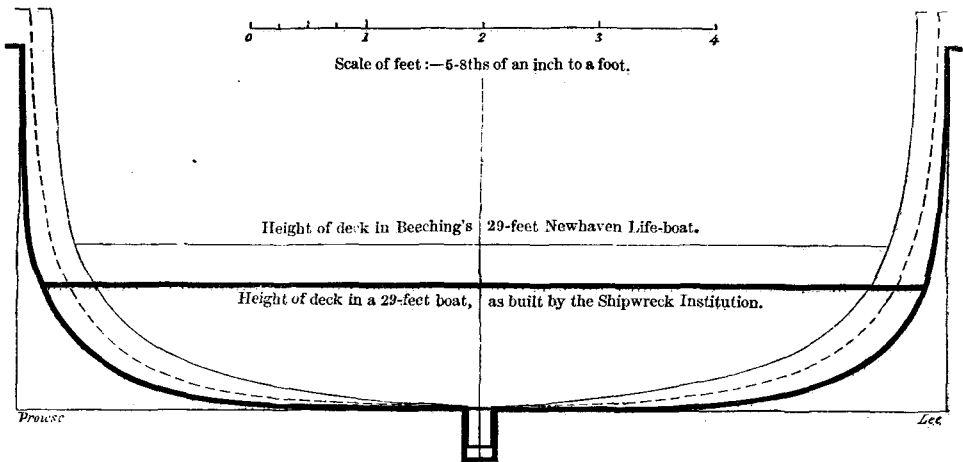 0 1 2 3 4
Scale of feet:—5-8ths of an inch to a foot.
Height of deck in Beeching's 29-feet Newhaven Life-boat.
Height of deck in a 29-feet boat, as built by the Shipwreck Institution.
Prowse Lee